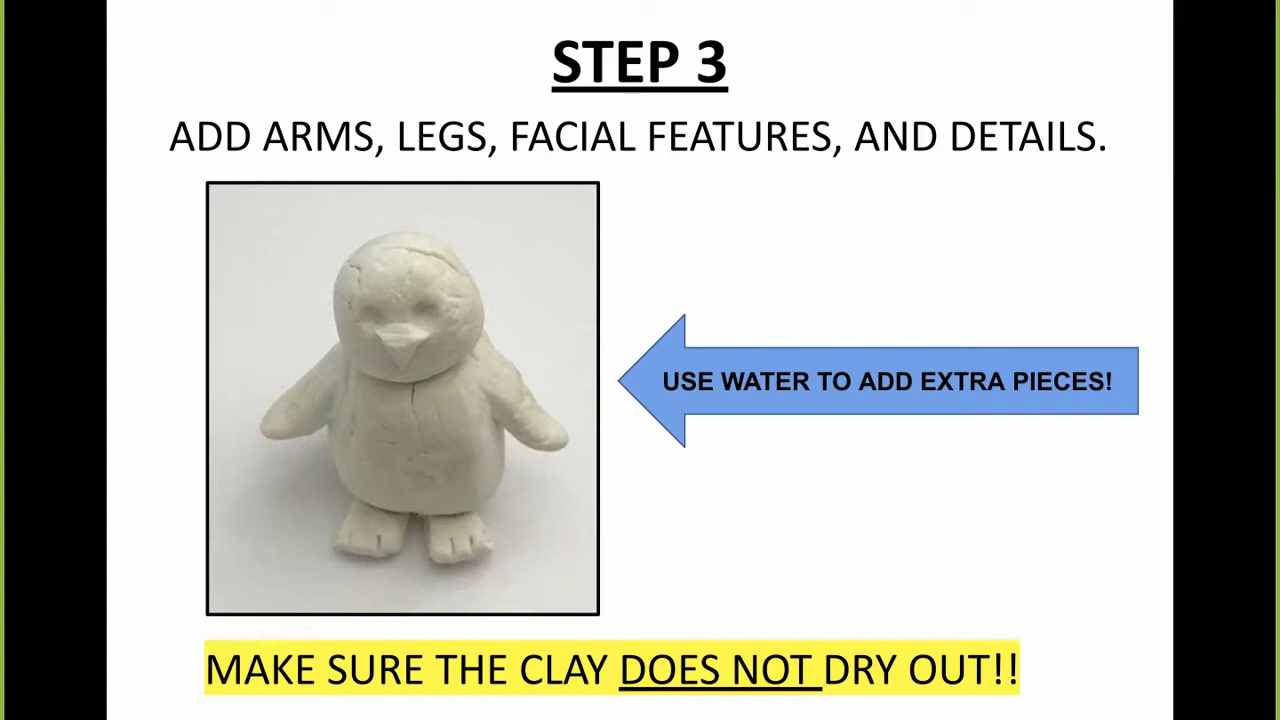 STEP 3
ADD ARMS, LEGS, FACIAL FEATURES, AND DETAILS.
USE WATER TO ADD EXTRA PIECES!
MAKE SURE THE CLAY DOES NOT DRY OUT!!